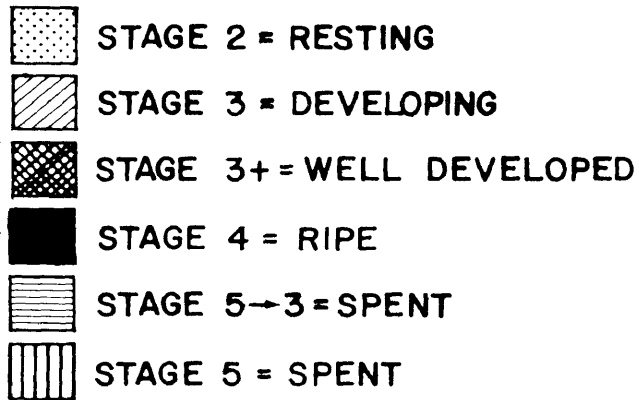 STAGE 2 = RESTING
STAGE 3 = DEVELOPING
STAGE 3+ = WELL DEVELOPED
STAGE 4 = RIPE
STAGE 5→3 = SPENT
STAGE 5 = SPENT